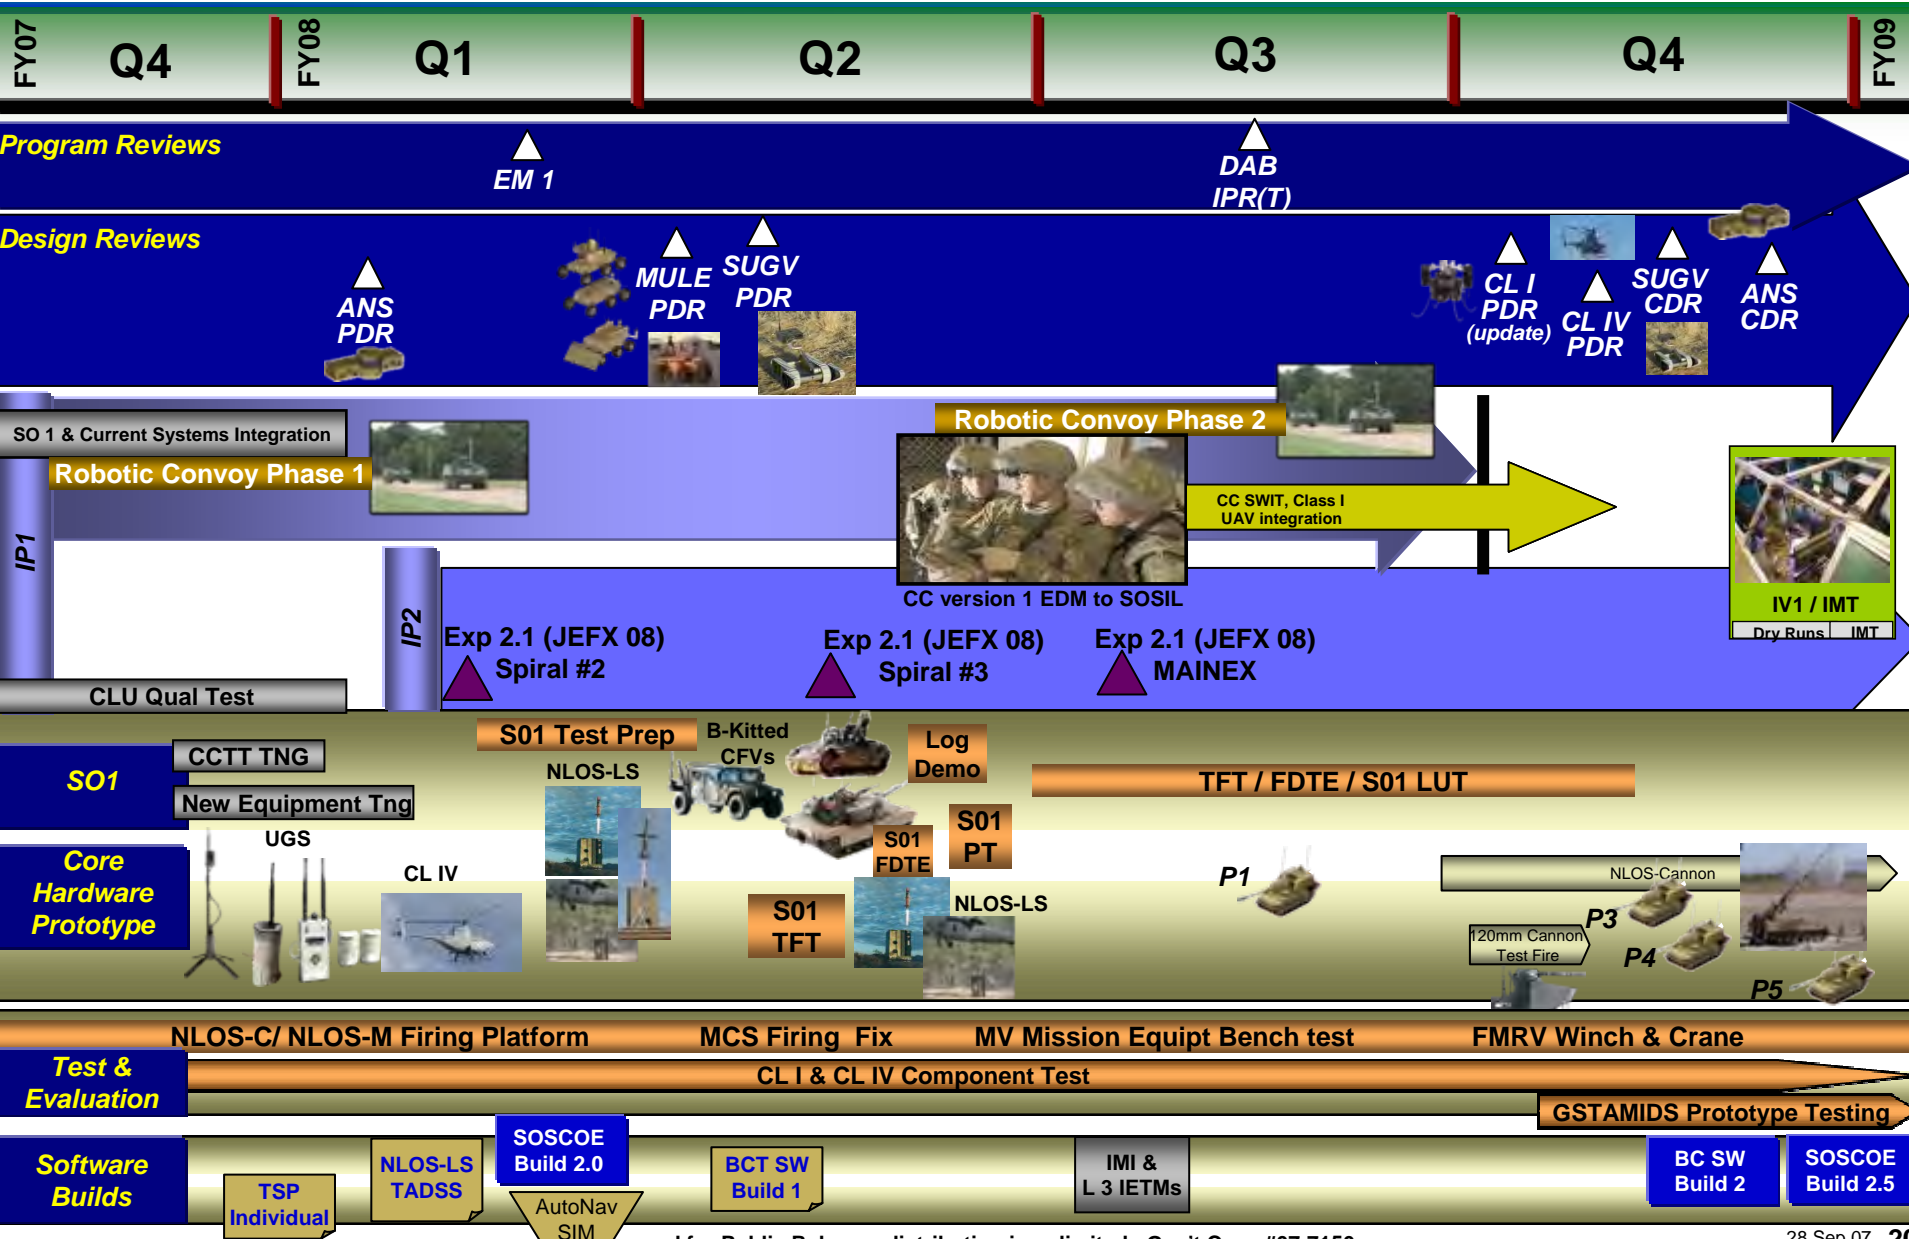 FY07
Q4
FY08
Q1
Q2
Q3
Q4
FY09
Program Reviews
EM 1
DAB
IPR(T)
Design Reviews
ANS
PDR
MULE
PDR
SUGV
PDR
CL I
PDR
(update)
CL IV
PDR
SUGV
CDR
ANS
CDR
IP1
SO 1 & Current Systems Integration
Robotic Convoy Phase 1
Robotic Convoy Phase 2
CC SWIT, Class I
UAV integration
CC version 1 EDM to SOSIL
IV1 / IMT
Dry Runs
IMT
IP2
Exp 2.1 (JEFX 08)
Spiral #2
Exp 2.1 (JEFX 08)
Spiral #3
Exp 2.1 (JEFX 08)
MAINEX
CLU Qual Test
SO1
CCTT TNG
New Equipment Tng
S01 Test Prep
B-Kitted
CFVs
Log
Demo
TFT / FDTE / S01 LUT
NLOS-LS
S01
PT
S01
FDTE
Core
Hardware
Prototype
UGS
CL IV
S01
TFT
NLOS-LS
P1
NLOS-Cannon
P3
120mm Cannon
Test Fire
P4
P5
NLOS-C/ NLOS-M Firing Platform
MCS Firing Fix
MV Mission Equipt Bench test
FMRV Winch & Crane
Test &
Evaluation
CL I & CL IV Component Test
GSTAMIDS Prototype Testing
Software
Builds
TSP
Individual
NLOS-LS
TADSS
SOSCOE
Build 2.0
AutoNav
SIM
BCT SW
Build 1
IMI &
L 3 IETMs
BC SW
Build 2
SOSCOE
Build 2.5
28 Sep 07